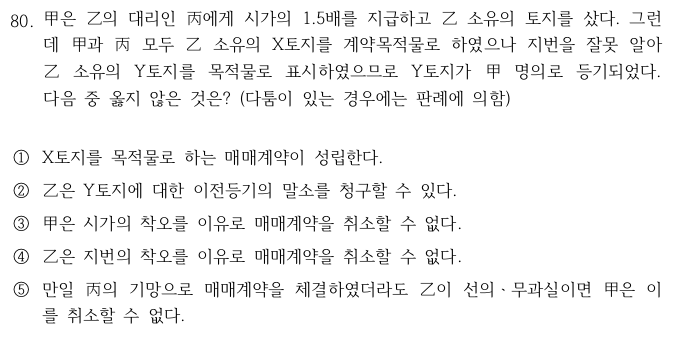 80. 甲은 乙의 대리인 丙에게 시가의 1.5배를 지급하고 乙 소유의 토지를 샀다. 그런
데 甲과 丙 모두 乙 소유의 X토지를 계약목적물로 하였으나 지번을 잘못 알아
乙 소유의 Y토지를 목적물로 표시하였으므로 Y토지가 甲 명의로 등기되었다.
다음 중 옳지 않은 것은? (다툼이 있는 경우에는 판례에 의함)
① X토지를 목적물로 하는 매매계약이 성립한다.
② 乙은 Y토지에 대한 이전등기의 말소를 청구할 수 있다.
③ 甲은 시가의 착오를 이유로 매매계약을 취소할 수 없다.
④ 乙은 지번의 착오를 이유로 매매계약을 취소할 수 없다.
⑤ 만일 丙의 기망으로 매매계약을 체결하였더라도 乙이 선의ㆍ무과실이면 甲은 이
를 취소할 수 없다.